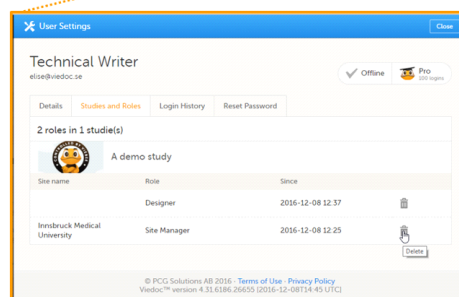 User Settings
Close
Technical Writer
elise@viedoc.se
Offline
Pro
Details
Studies and Roles
Login History
Reset Password
2 roles in 1 studie(s)
A demo study
Site name
Role
Since
Designer
2016-12-08 12:37
Innsbruck Medical
University
Site Manager
2016-12-08 12:25
Delete
© PCG Solutions AB 2016 · Terms of Use · Privacy Policy
Viedoc™ version 4.31.6186.26655 [2016-12-08T14:45 UTC]